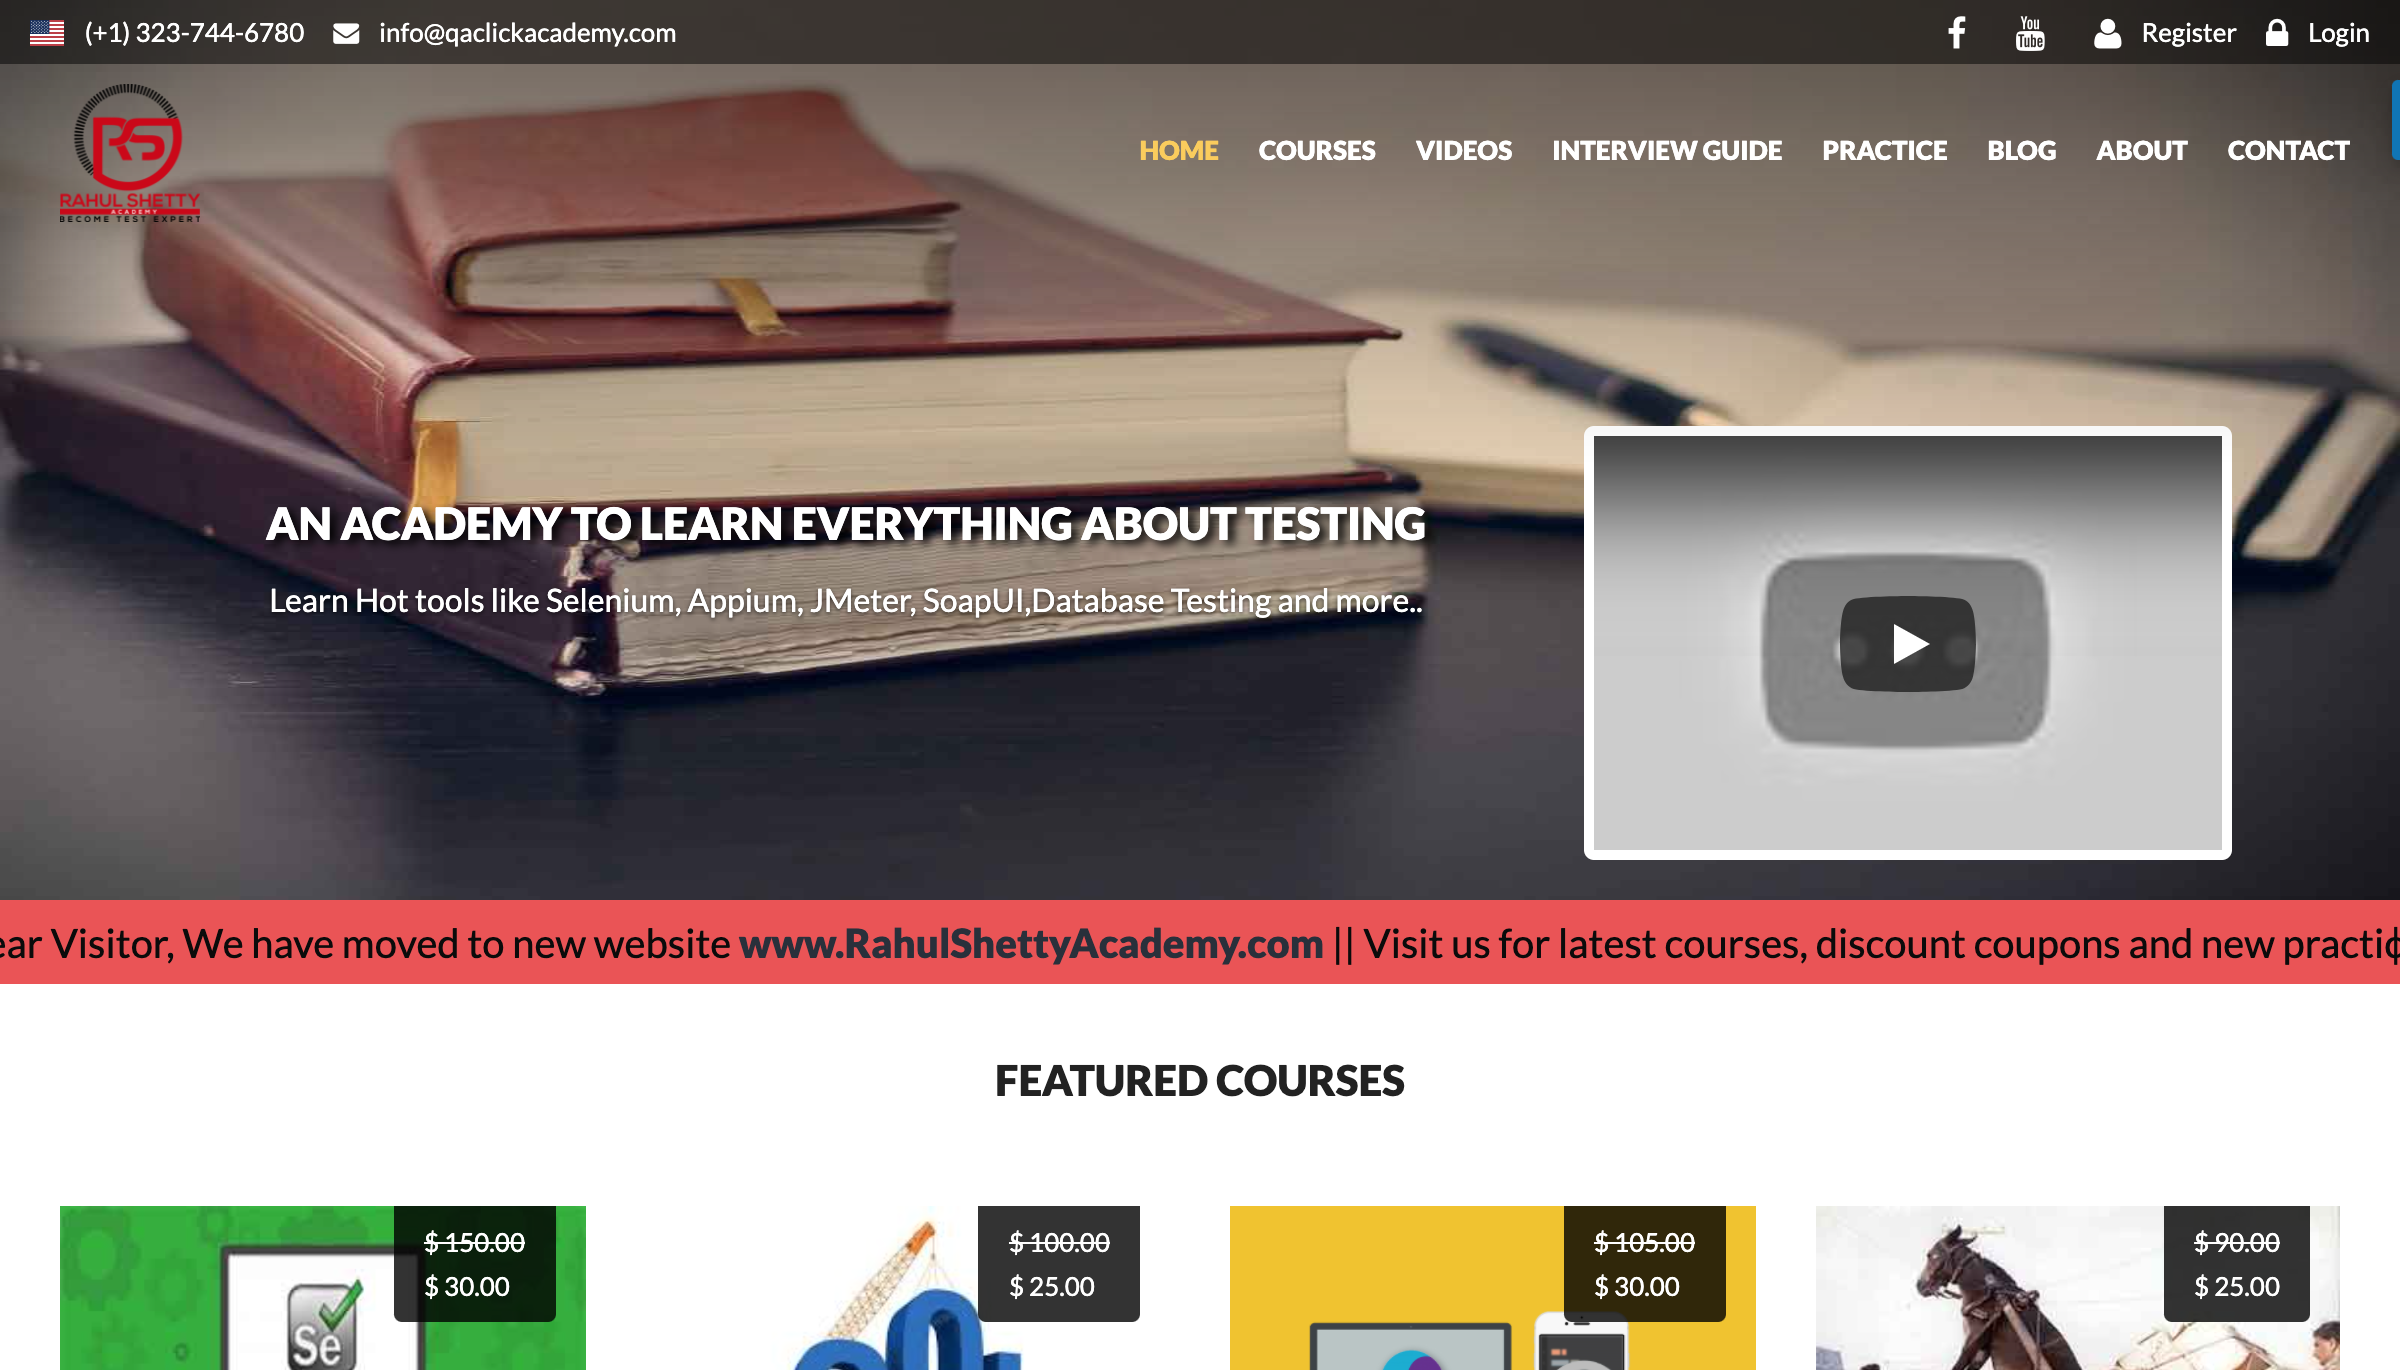 (+1) 323-744-6780 info@qaclickacademy.com You Tube Register Login
RS
RAHUL SHETTY
ACADEMY
BECOME TEST EXPERT
HOME COURSES VIDEOS INTERVIEW GUIDE PRACTICE BLOG ABOUT CONTACT
AN ACADEMY TO LEARN EVERYTHING ABOUT TESTING
Learn Hot tools like Selenium, Appium, JMeter, SoapUI,Database Testing and more..
ear Visitor, We have moved to new website www.RahulShettyAcademy.com || Visit us for latest courses, discount coupons and new practic
FEATURED COURSES
$ 150.00
$ 30.00
Se
$ 100.00
$ 25.00
$ 105.00
$ 30.00
$ 90.00
$ 25.00